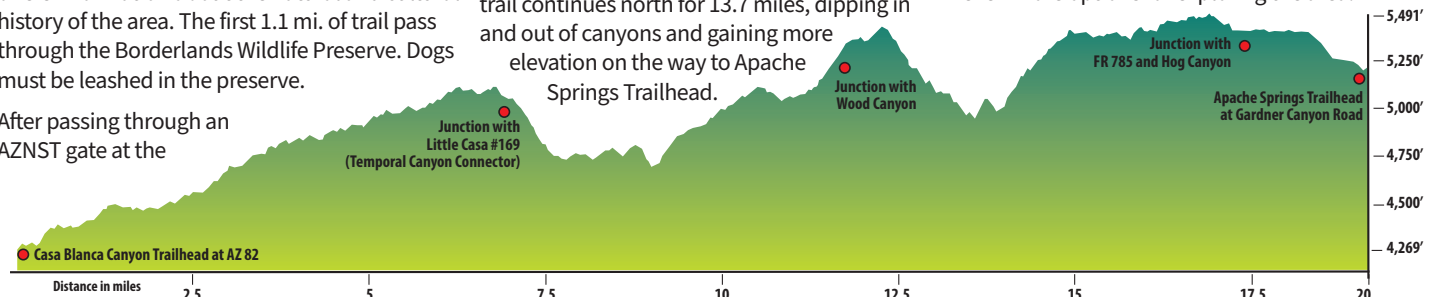 history of the area. The first 1.1 mi. of trail pass
through the Borderlands Wildlife Preserve. Dogs
must be leashed in the preserve.
After passing through an
AZNST gate at the
trail continues north for 13.7 miles, dipping in
and out of canyons and gaining more
elevation on the way to Apache
Springs Trailhead.
Casa Blanca Canyon Trailhead at AZ 82
Junction with
Little Casa #169
(Temporal Canyon Connector)
Junction with
Wood Canyon
Junction with
FR 785 and Hog Canyon
Apache Springs Trailhead
at Gardner Canyon Road
5,491’
5,250’
5,000’
4,750’
4,500’
4,269’
Distance in miles
2.5
5
7.5
10
12.5
15
17.5
20